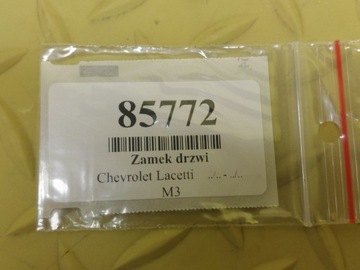 85772
Zamek drzwi
Chevrolet Lacetti ../.. - ../..
M3